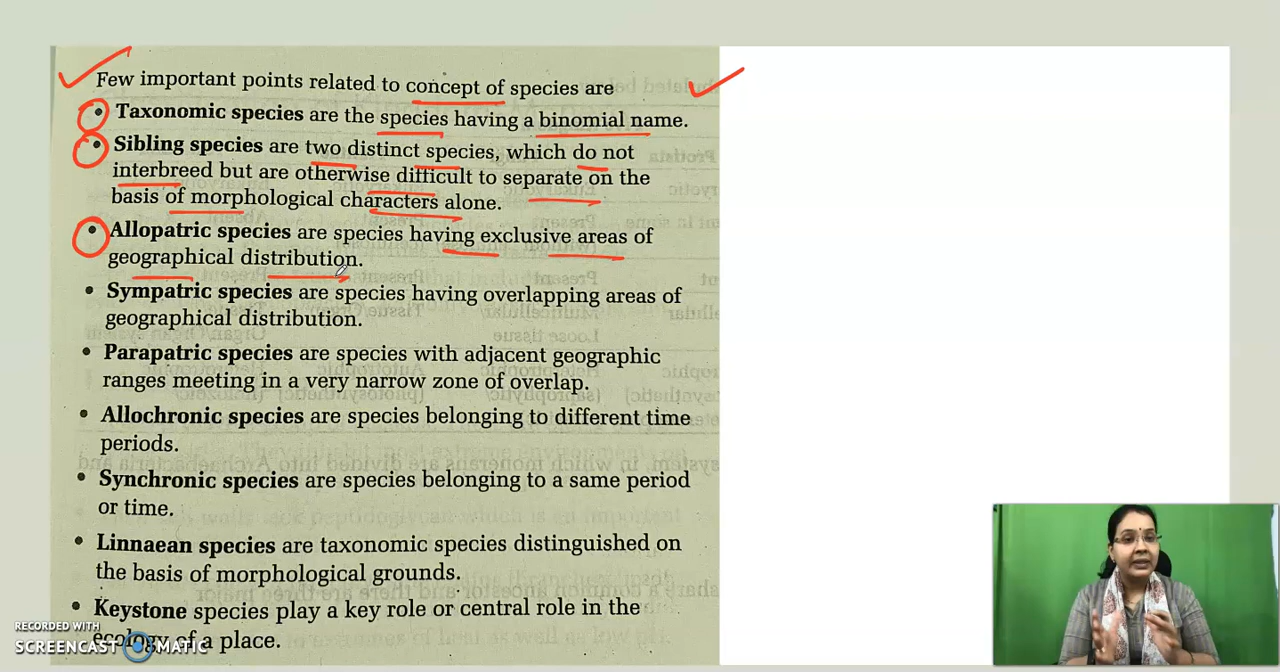 Few important points related to concept of species are
• Taxonomic species are the species having a binomial name.
• Sibling species are two distinct species, which do not
interbreed but are otherwise difficult to separate on the
basis of morphological characters alone.
• Allopatric species are species having exclusive areas of
geographical distribution.
• Sympatric species are species having overlapping areas of
geographical distribution.
• Parapatric species are species with adjacent geographic
ranges meeting in a very narrow zone of overlap.
• Allochronic species are species belonging to different time
periods.
• Synchronic species are species belonging to a same period
or time.
• Linnaean species are taxonomic species distinguished on
the basis of morphological grounds.
• Keystone species play a key role or central role in the
ecology of a place.
RECORDED WITH
SCREENCAST MATIC